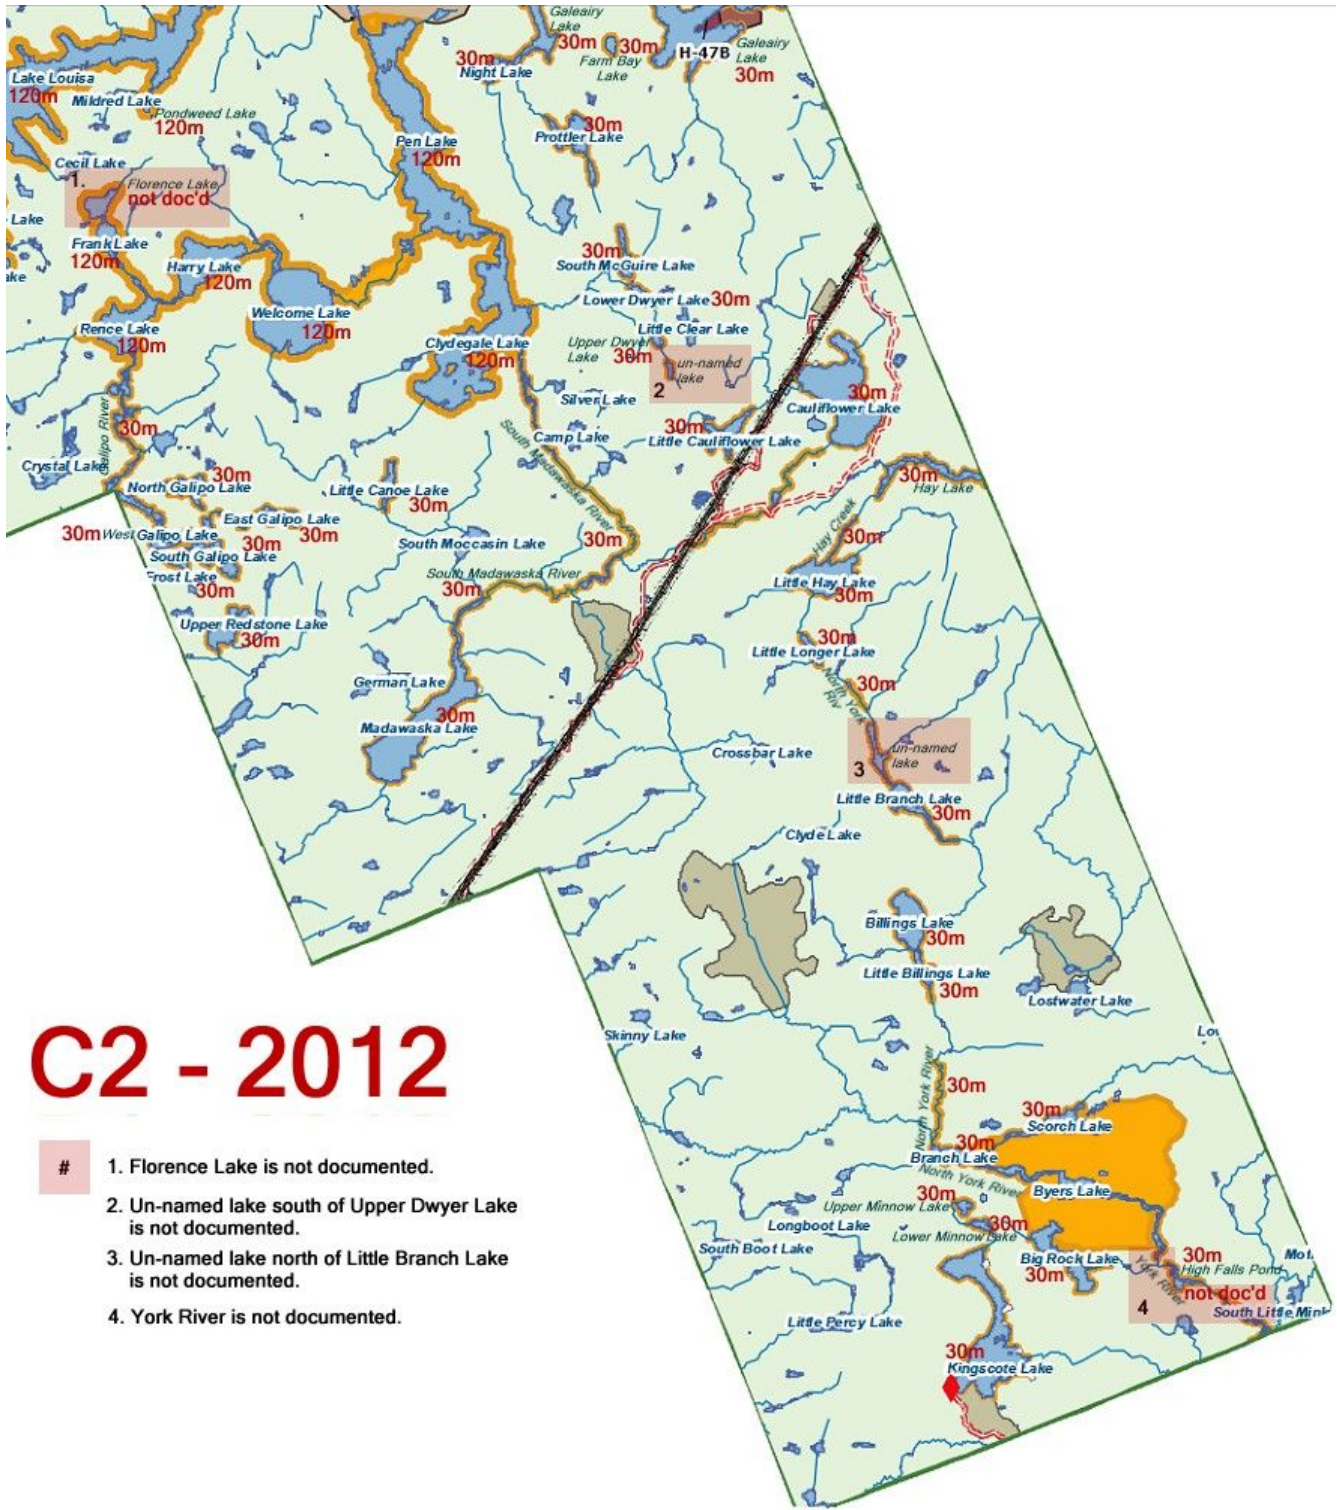 Galeairy
Lake
30m
30m
30m
Night Lake
Farm Bay
Lake
H-47B
Galeairy
Lake
30m
Lake Louisa
120m
Mildred Lake
Pondweed Lake
120m
Pen Lake
120m
30m
Prottler Lake
Cecil Lake
1.
Florence Lake
not doc'd
Lake
Frank Lake
120m
Harry Lake
120m
ake
30m
South McGuire Lake
Welcome Lake
120m
Lower Dwyer Lake
30m
Rence Lake
120m
Little Clear Lake
Clydegale Lake
120m
Upper Dwyer
Lake
30m
un-named
lake
2
30m
Cauliflower Lake
Silver Lake
30m
Little Cauliflower Lake
Camp Lake
South Madawaska River
Galipo River
30m
Crystal Lake
30m
North Galipo Lake
Little Canoe Lake
30m
30m
Hay Lake
East Galipo Lake
30m
West Galipo Lake
30m
30m
South Galipo Lake
Frost Lake
30m
South Moccasin Lake
30m
Hay Creek
30m
South Madawaska River
30m
Little Hay Lake
30m
Upper Redstone Lake
30m
30m
Little Longer Lake
German Lake
North York
Riv
30m
30m
Madawaska Lake
Crossbar Lake
un-named
lake
3
Little Branch Lake
30m
Clyde Lake
Billings Lake
30m
Little Billings Lake
30m
Lostwater Lake
Skinny Lake
Lov
C2 - 2012
North York River
30m
30m
Scorch Lake
30m
Branch Lake
North York River
Byers Lake
30m
Upper Minnow Lake
30m
Lower Minnow Lake
Longboot Lake
South Boot Lake
Big Rock Lake
30m
30m
High Falls Pond
York River
not doc'd
4
South Little Mink
Little Percy Lake
30m
Kingscote Lake
#
1. Florence Lake is not documented.
2. Un-named lake south of Upper Dwyer Lake
is not documented.
3. Un-named lake north of Little Branch Lake
is not documented.
4. York River is not documented.